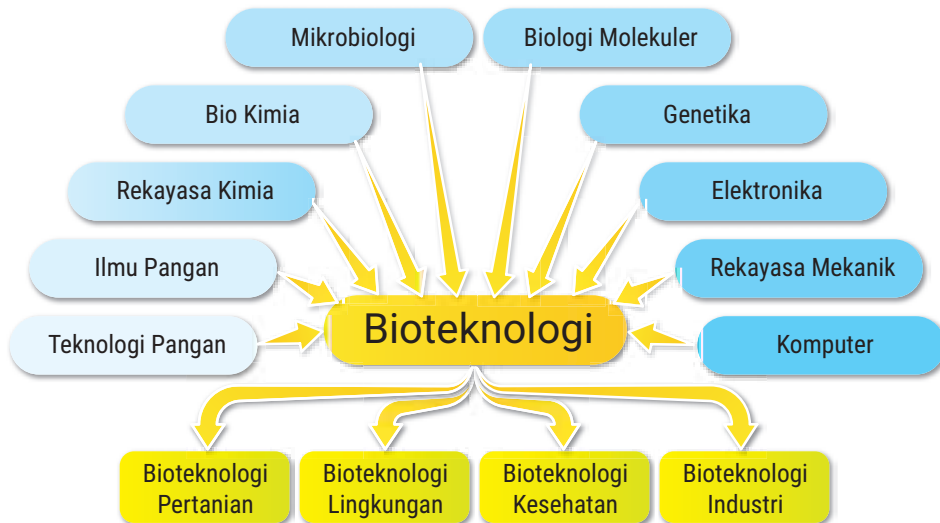 Mikrobiologi
Biologi Molekuler
Bio Kimia
Genetika
Rekayasa Kimia
Elektronika
Ilmu Pangan
Rekayasa Mekanik
Teknologi Pangan
Bioteknologi
Komputer
Bioteknologi
Pertanian
Bioteknologi
Lingkungan
Bioteknologi
Kesehatan
Bioteknologi
Industri